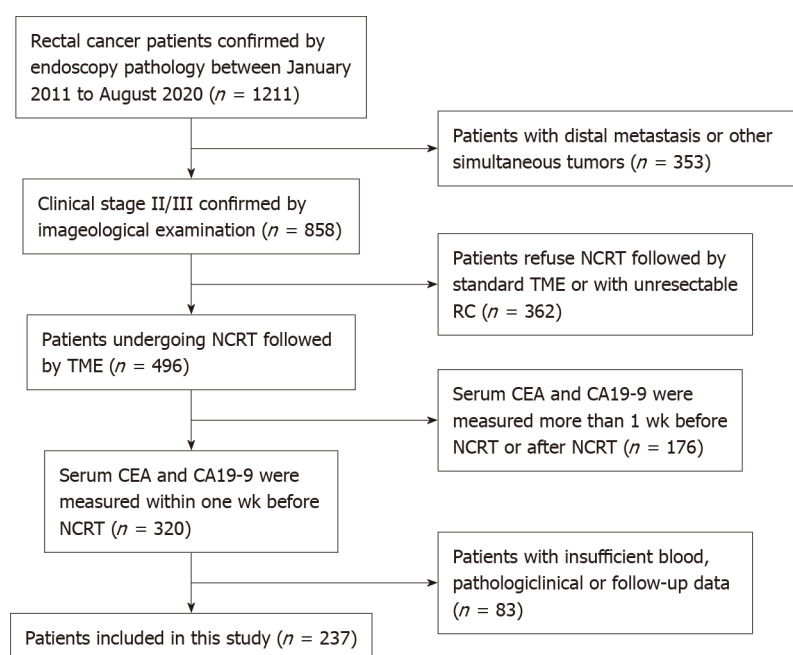 Rectal cancer patients confirmed by
endoscopy pathology between January
2011 to August 2020 (n = 1211)
Patients with distal metastasis or other
simultaneous tumors (n = 353)
Clinical stage II/III confirmed by
imageological examination (n = 858)
Patients refuse NCRT followed by
standard TME or with unresectable
RC (n = 362)
Patients undergoing NCRT followed
by TME (n = 496)
Serum CEA and CA19-9 were
measured more than 1 wk before
NCRT or after NCRT (n = 176)
Serum CEA and CA19-9 were
measured within one wk before
NCRT (n = 320)
Patients with insufficient blood,
pathologiclinical or follow-up data
(n = 83)
Patients included in this study (n = 237)